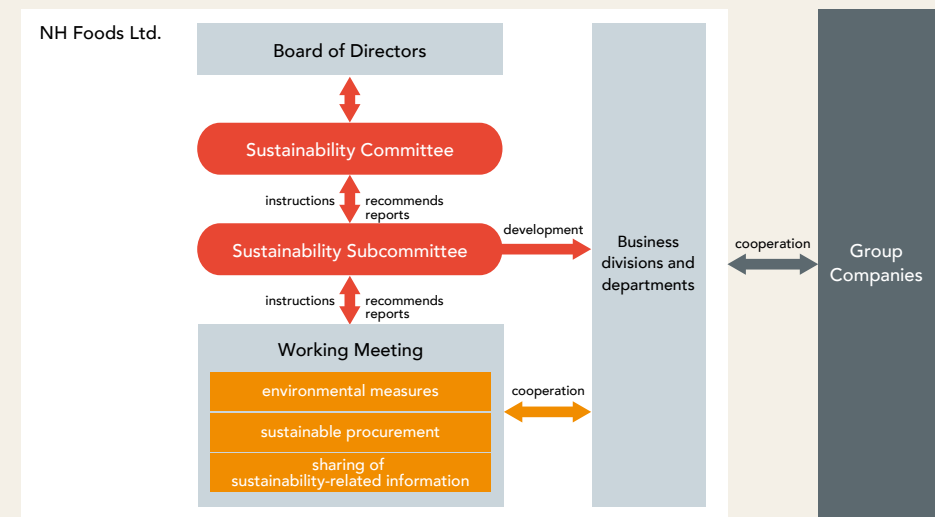 NH Foods Ltd.
Board of Directors
Sustainability Committee
instructions
recommends
reports
Sustainability Subcommittee
development
instructions
recommends
reports
Working Meeting
environmental measures
sustainable procurement
sharing of
sustainability-related information
cooperation
Business
divisions and
departments
cooperation
Group
Companies